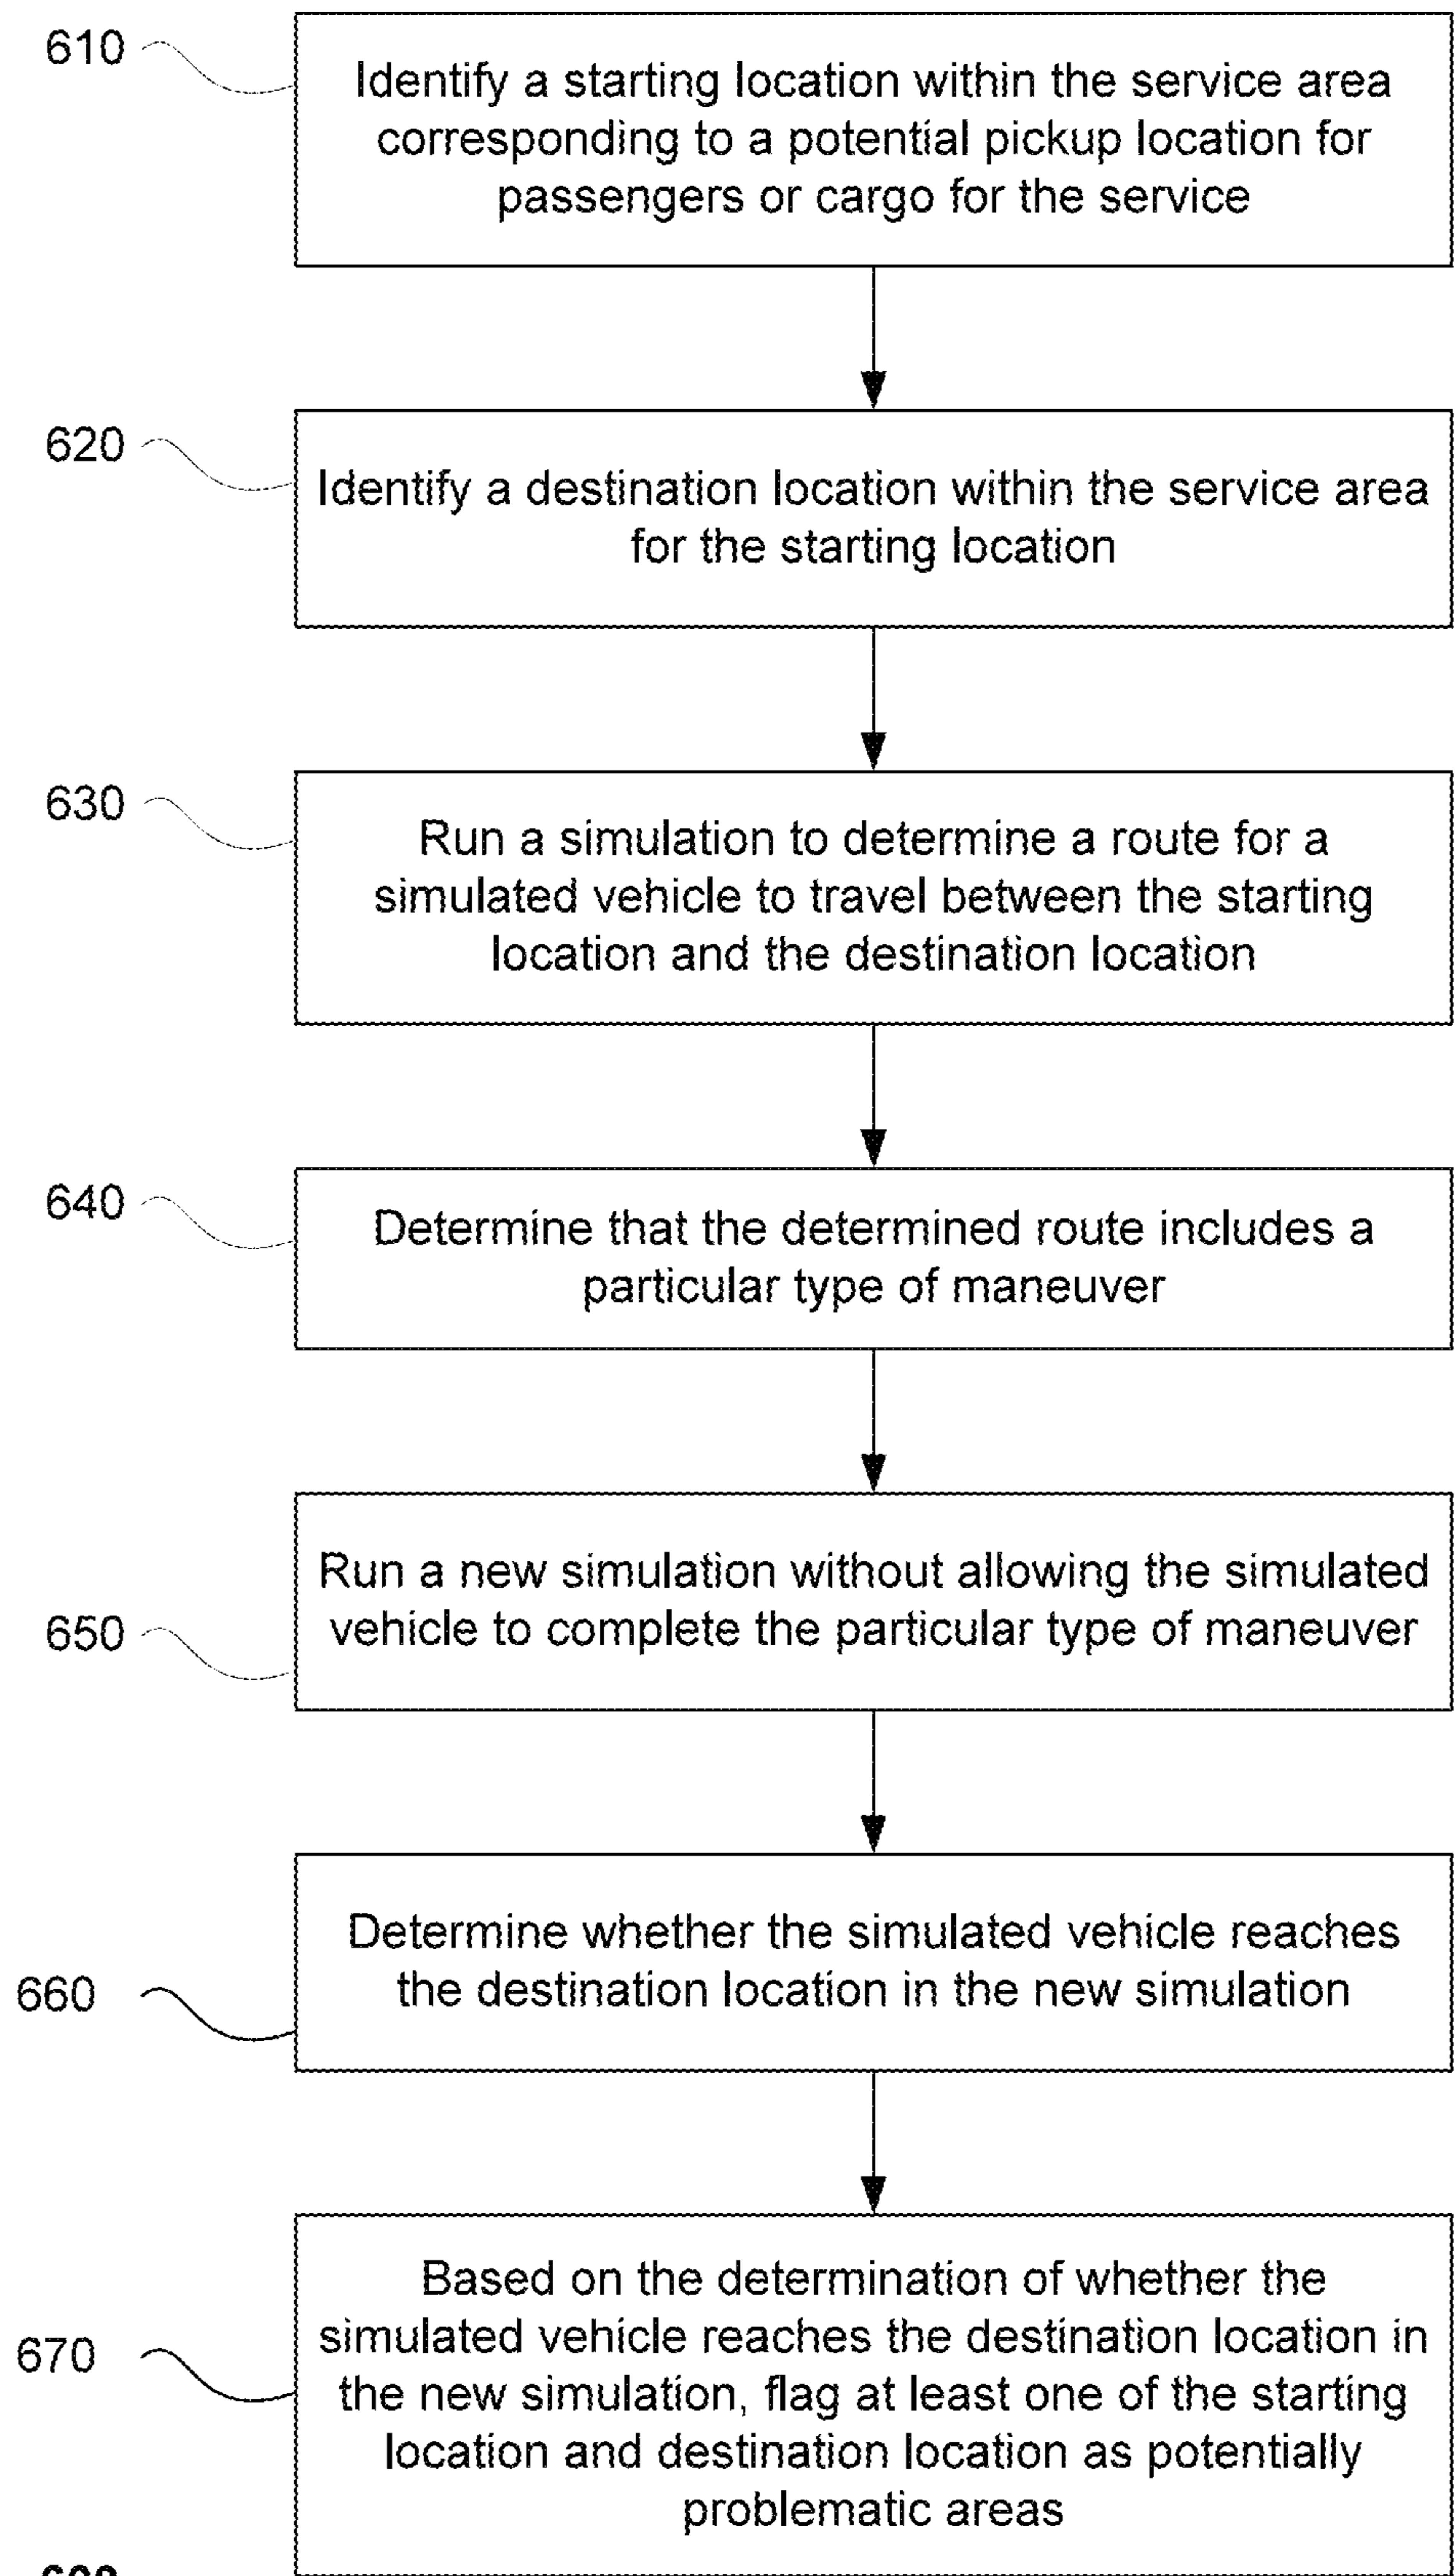 610
Identify a starting location within the service area
corresponding to a potential pickup location for
passengers or cargo for the service
620
Identify a destination location within the service area
for the starting location
630
Run a simulation to determine a route for a
simulated vehicle to travel between the starting
location and the destination location
640
Determine that the determined route includes a
particular type of maneuver
650
Run a new simulation without allowing the simulated
vehicle to complete the particular type of maneuver
660
Determine whether the simulated vehicle reaches
the destination location in the new simulation
670
Based on the determination of whether the
simulated vehicle reaches the destination location in
the new simulation, flag at least one of the starting
location and destination location as potentially
problematic areas